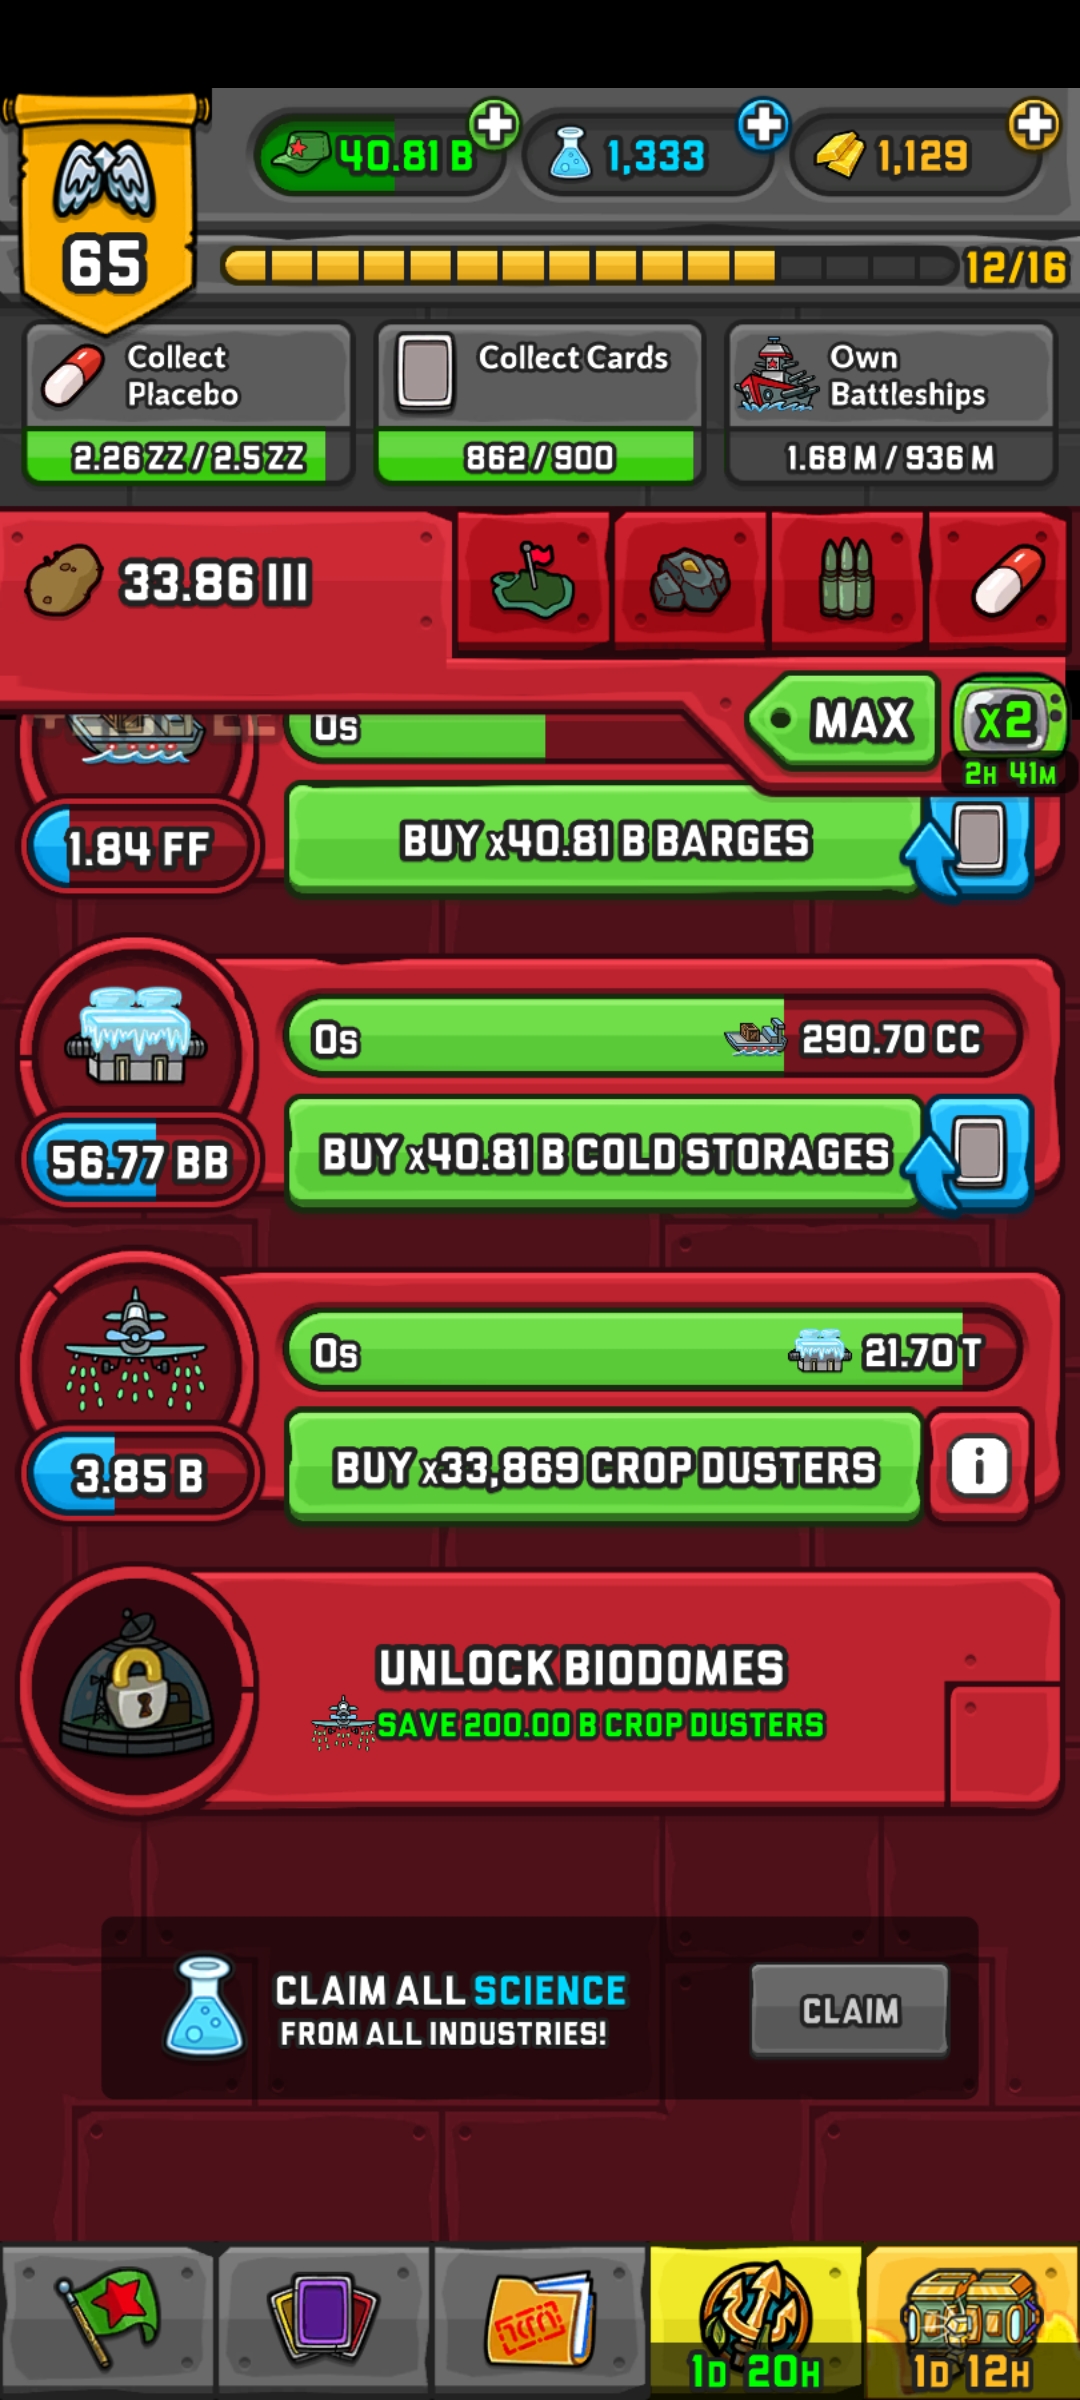 40.81 B
1,333
1,129
65
12/16
Collect
Placebo
Collect Cards
Own
Battleships
2.26 ZZ / 2.5 ZZ
862/900
1.68 M / 936 M
33.86 III
MAX
X2
2H 41M
0s
1.84 FF
BUY x40.81 B BARGES
0s
290.70 CC
56.77 BB
BUY x40.81 B COLD STORAGES
0s
21.70 T
3.85 B
BUY x33,869 CROP DUSTERS
i
UNLOCK BIODOMES
SAVE 200.00 B CROP DUSTERS
CLAIM ALL SCIENCE
FROM ALL INDUSTRIES!
CLAIM
1D 20H
1D 12H